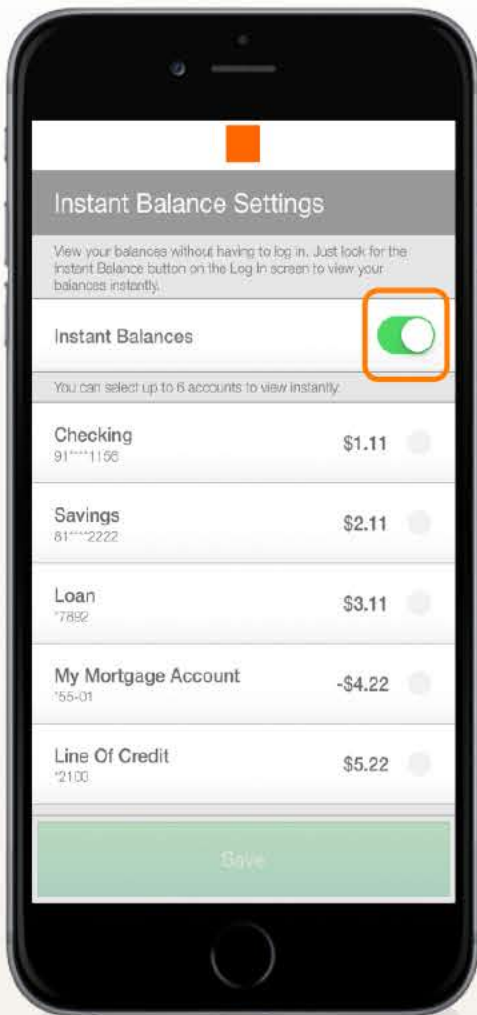 Instant Balance Settings
View your balances without having to log in. Just look for the
Instant Balance button on the Log In screen to view your
balances instantly.
Instant Balances
You can select up to 6 accounts to view instantly.
Checking
91****1156
$1.11
Savings
81****2222
$2.11
Loan
*7892
$3.11
My Mortgage Account
*55-01
-$4.22
Line Of Credit
*2100
$5.22
Save